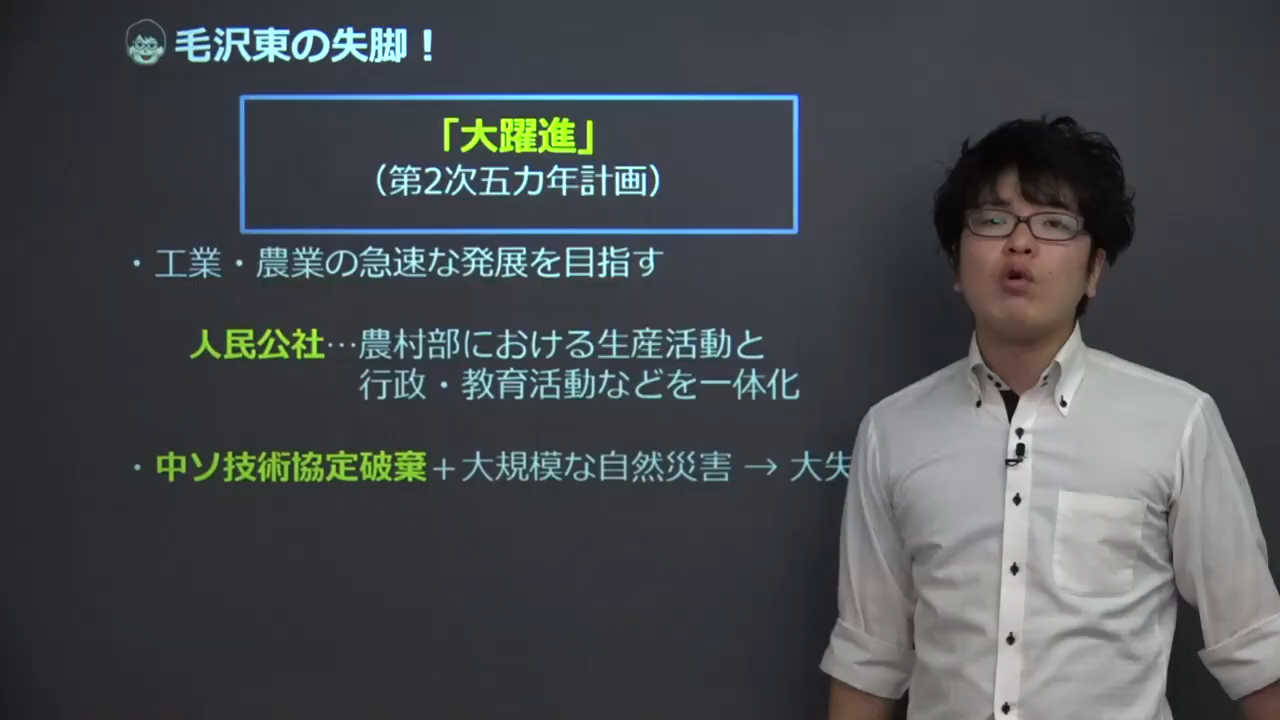 毛沢東の失脚！
「大躍進」
（第2次五カ年計画）
・工業・農業の急速な発展を目指す
人民公社…農村部における生産活動と
行政・教育活動などを一体化
・中ソ技術協定破棄＋大規模な自然災害 → 大失